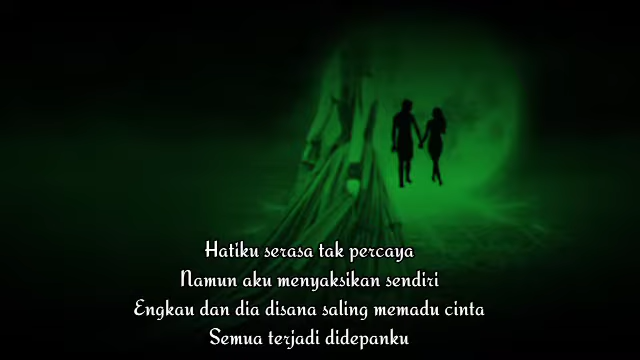 Hatiku serasa tak percaya
Namun aku menyaksikan sendiri
Engkau dan dia disana saling memadu cinta
Semua terjadi didepanku